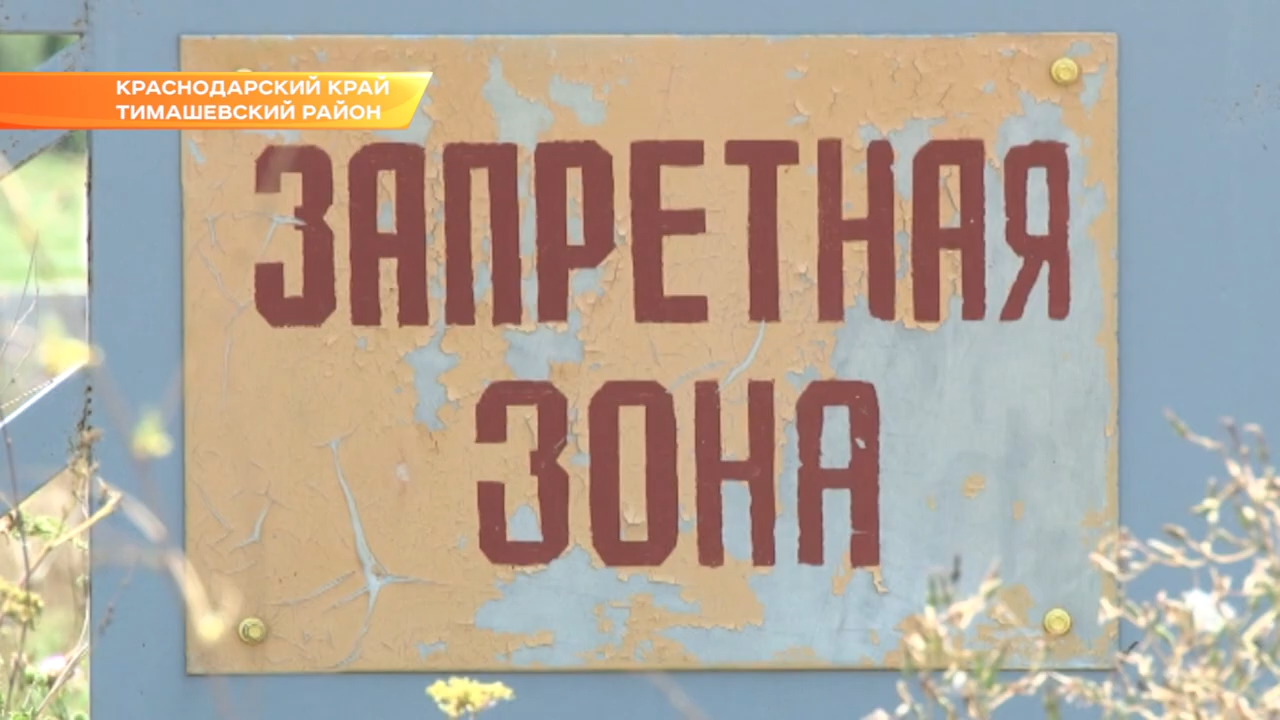 КРАСНОДАРСКИЙ КРАЙ
ТИМАШЕВСКИЙ РАЙОН
ЗАПРЕТНАЯ
ЗОНА